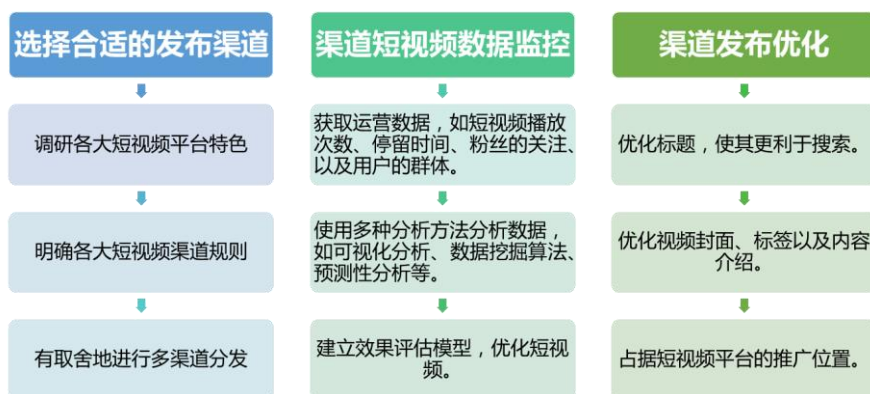 选择合适的发布渠道
调研各大短视频平台特色
明确各大短视频渠道规则
有取舍地进行多渠道分发
渠道短视频数据监控
获取运营数据，如短视频播放
次数、停留时间、粉丝的关注、
以及用户的群体。
使用多种分析方法分析数据，
如可视化分析、数据挖掘算法、
预测性分析等。
建立效果评估模型，优化短视
频。
渠道发布优化
优化标题，使其更利于搜索。
优化视频封面、标签以及内容
介绍。
占据短视频平台的推广位置。